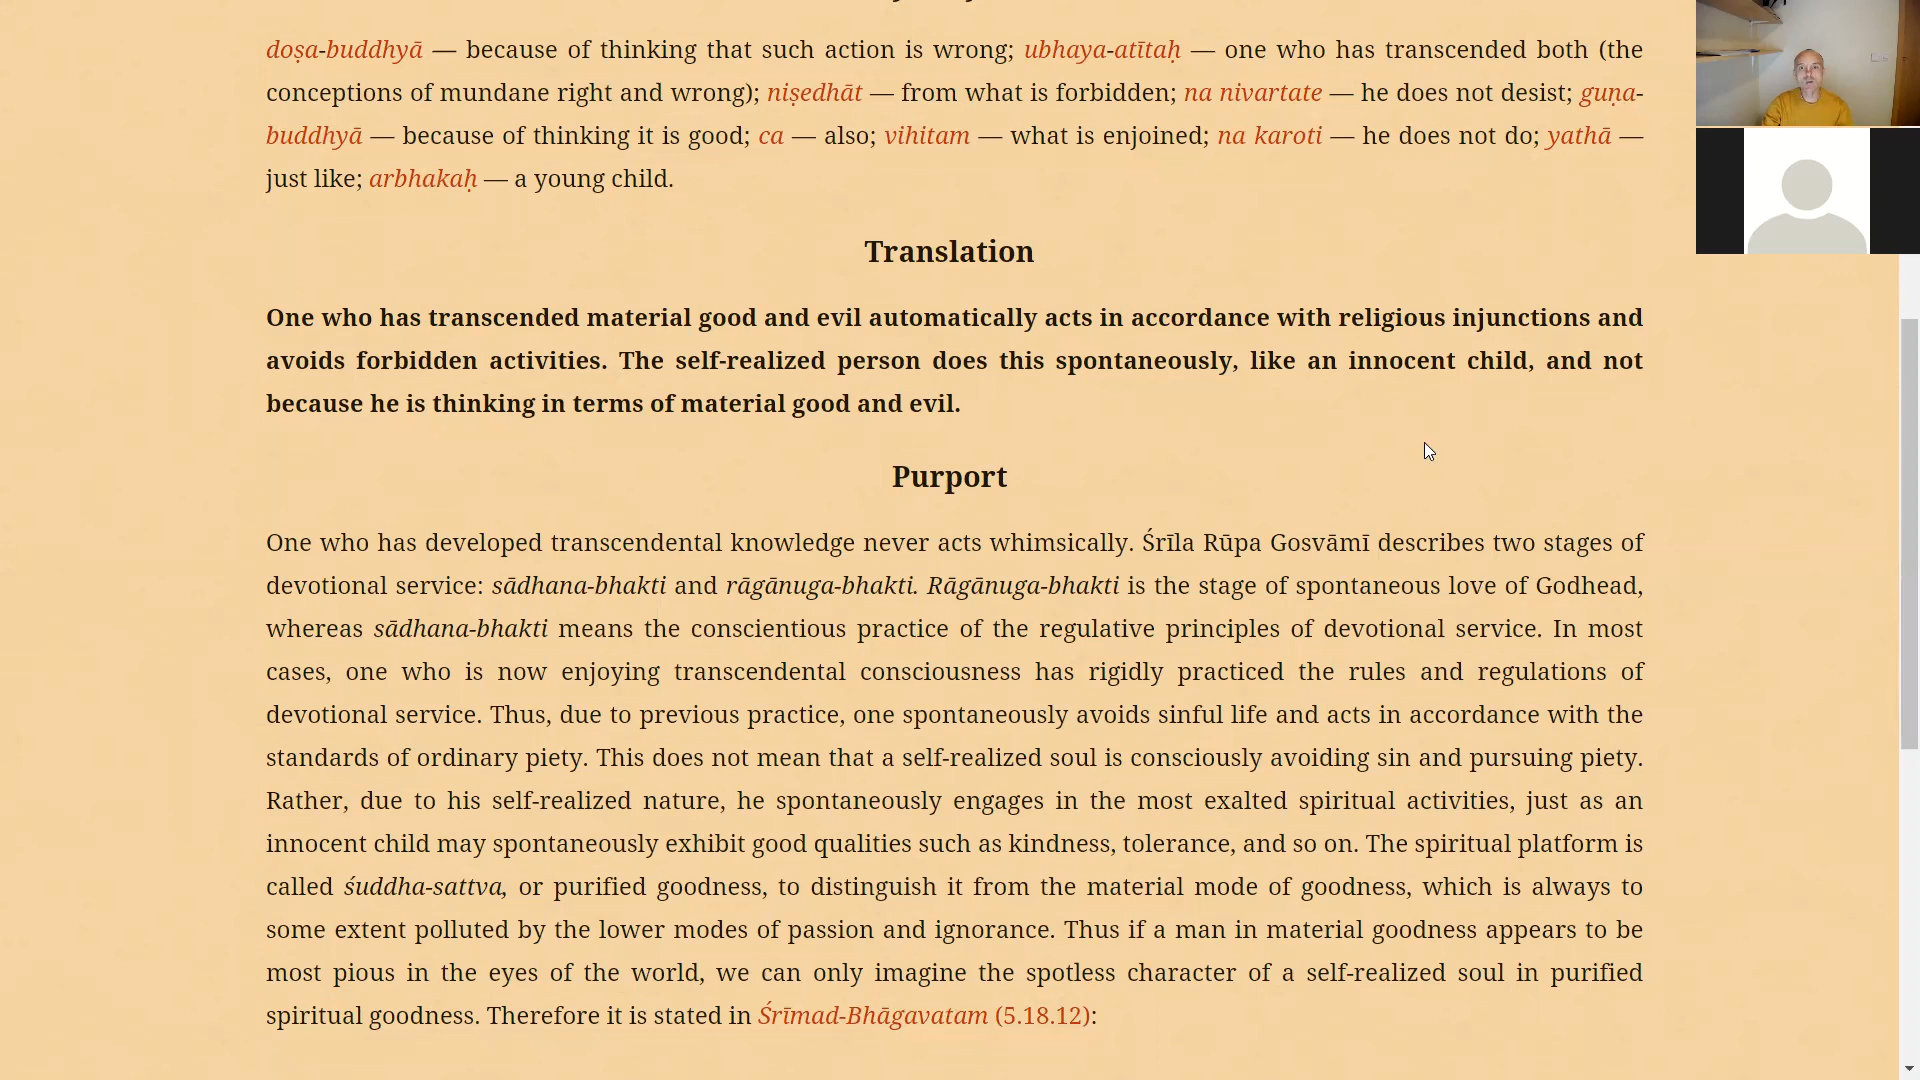 doṣa-buddhyā — because of thinking that such action is wrong; ubhaya-atītaḥ — one who has transcended both (the
conceptions of mundane right and wrong); niṣedhāt — from what is forbidden; na nivartate — he does not desist; guṇa-
buddhyā — because of thinking it is good; ca — also; vihitam — what is enjoined; na karoti — he does not do; yathā —
just like; arbhakaḥ — a young child.
Translation
One who has transcended material good and evil automatically acts in accordance with religious injunctions and
avoids forbidden activities. The self-realized person does this spontaneously, like an innocent child, and not
because he is thinking in terms of material good and evil.
Purport
One who has developed transcendental knowledge never acts whimsically. Śrīla Rūpa Gosvāmī describes two stages of
devotional service: sādhana-bhakti and rāgānuga-bhakti. Rāgānuga-bhakti is the stage of spontaneous love of Godhead,
whereas sādhana-bhakti means the conscientious practice of the regulative principles of devotional service. In most
cases, one who is now enjoying transcendental consciousness has rigidly practiced the rules and regulations of
devotional service. Thus, due to previous practice, one spontaneously avoids sinful life and acts in accordance with the
standards of ordinary piety. This does not mean that a self-realized soul is consciously avoiding sin and pursuing piety.
Rather, due to his self-realized nature, he spontaneously engages in the most exalted spiritual activities, just as an
innocent child may spontaneously exhibit good qualities such as kindness, tolerance, and so on. The spiritual platform is
called śuddha-sattva, or purified goodness, to distinguish it from the material mode of goodness, which is always to
some extent polluted by the lower modes of passion and ignorance. Thus if a man in material goodness appears to be
most pious in the eyes of the world, we can only imagine the spotless character of a self-realized soul in purified
spiritual goodness. Therefore it is stated in Śrīmad-Bhāgavatam (5.18.12):